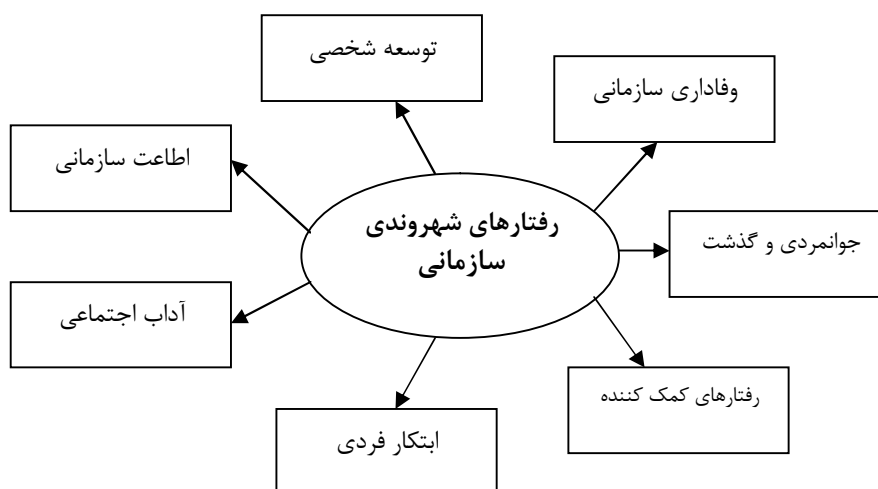 توسعه شخصی
وفاداری سازمانی
اطاعت سازمانی
رفتارهای شهروندی
سازمانی
جوانمردی و گذشت
آداب اجتماعی
رفتارهای کمک کننده
ابتکار فردی